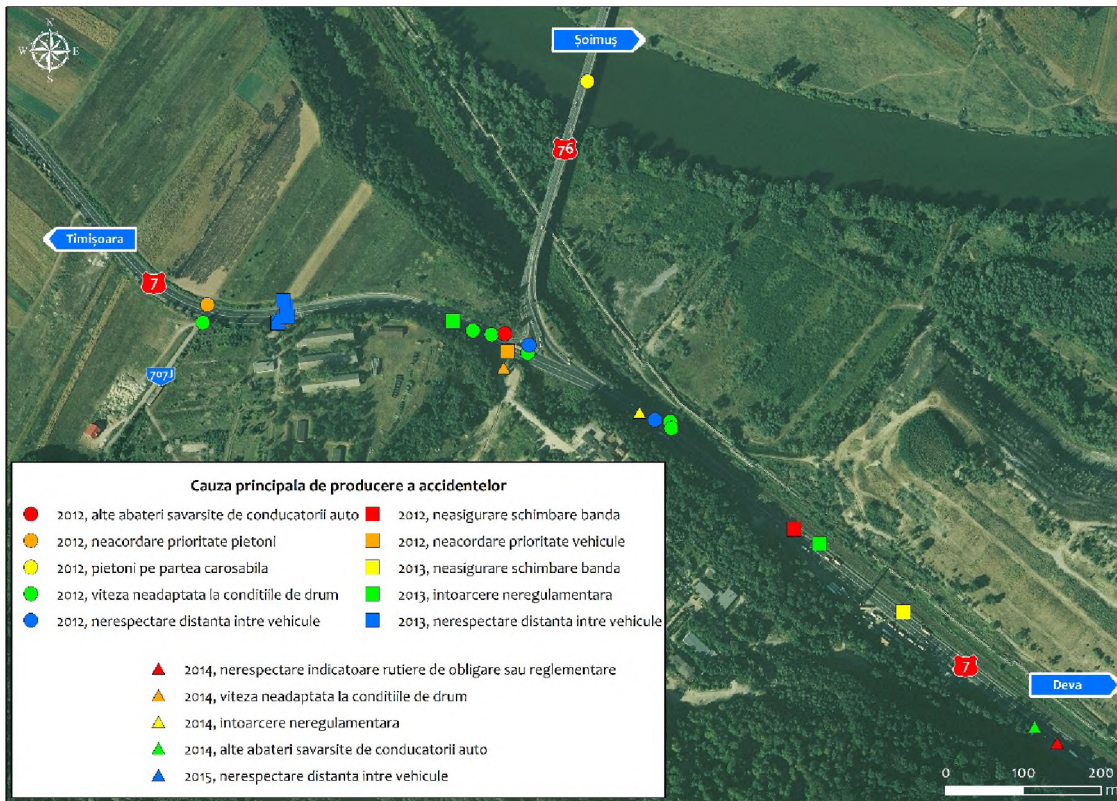 N
W E
S
Șoimuș
76
Timișoara
7
707J
Cauza principala de producere a accidentelor
2012, alte abateri savarsite de conducatorii auto
2012, neasigurare schimbare banda
2012, neacordare prioritate pietoni
2012, neacordare prioritate vehicule
2012, pietoni pe partea carosabila
2013, neasigurare schimbare banda
2012, viteza neadaptata la conditiile de drum
2013, intoarcere neregulamentara
2012, nerespectare distanta intre vehicule
2013, nerespectare distanta intre vehicule
2014, nerespectare indicatoare rutiere de obligare sau reglementare
2014, viteza neadaptata la conditiile de drum
2014, intoarcere neregulamentara
2014, alte abateri savarsite de conducatorii auto
2015, nerespectare distanta intre vehicule
7
Deva
0 100 200
m